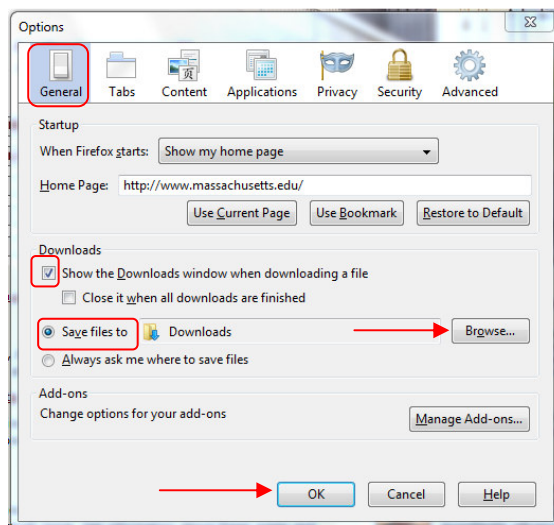 Options
General Tabs Content Applications Privacy Security Advanced
Startup
When Firefox starts: Show my home page
Home Page: http://www.massachusetts.edu/
Use Current Page Use Bookmark Restore to Default
Downloads
Show the Downloads window when downloading a file
Close it when all downloads are finished
Save files to Downloads Browse...
Always ask me where to save files
Add-ons
Change options for your add-ons Manage Add-ons...
OK Cancel Help